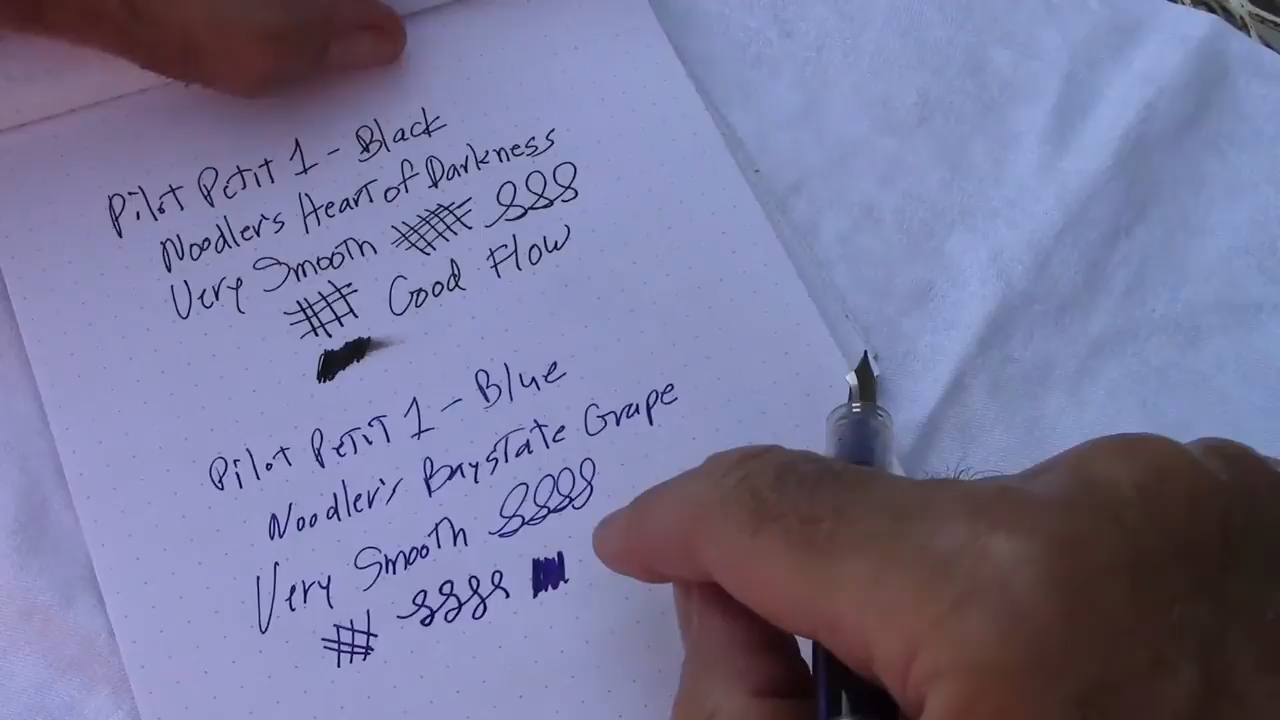 Pilot Petit 1 - Black
Noodler's Heart of Darkness
Very Smooth
Good Flow
Pilot Petit 1 - Blue
Noodler's Baystate Grape
Very Smooth